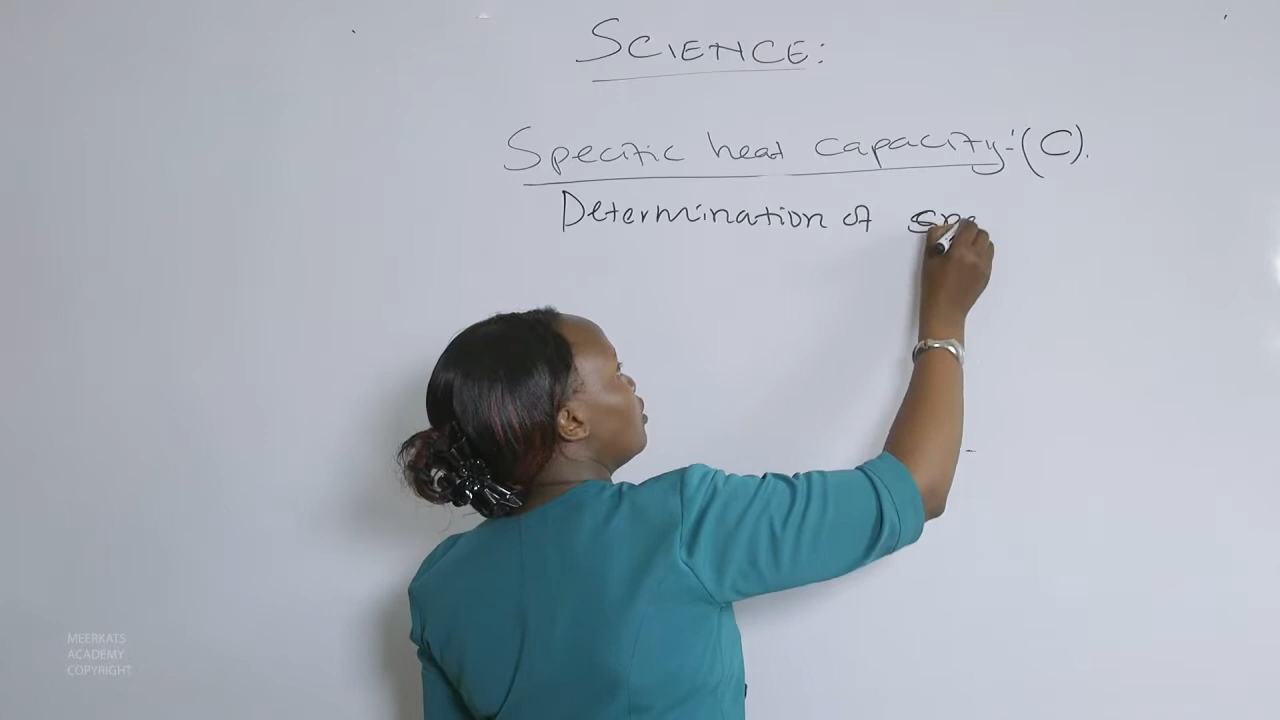 SCIENCE:
Specific heat capacity:-(C).
Determination of spe
MEERKATS
ACADEMY
COPYRIGHT